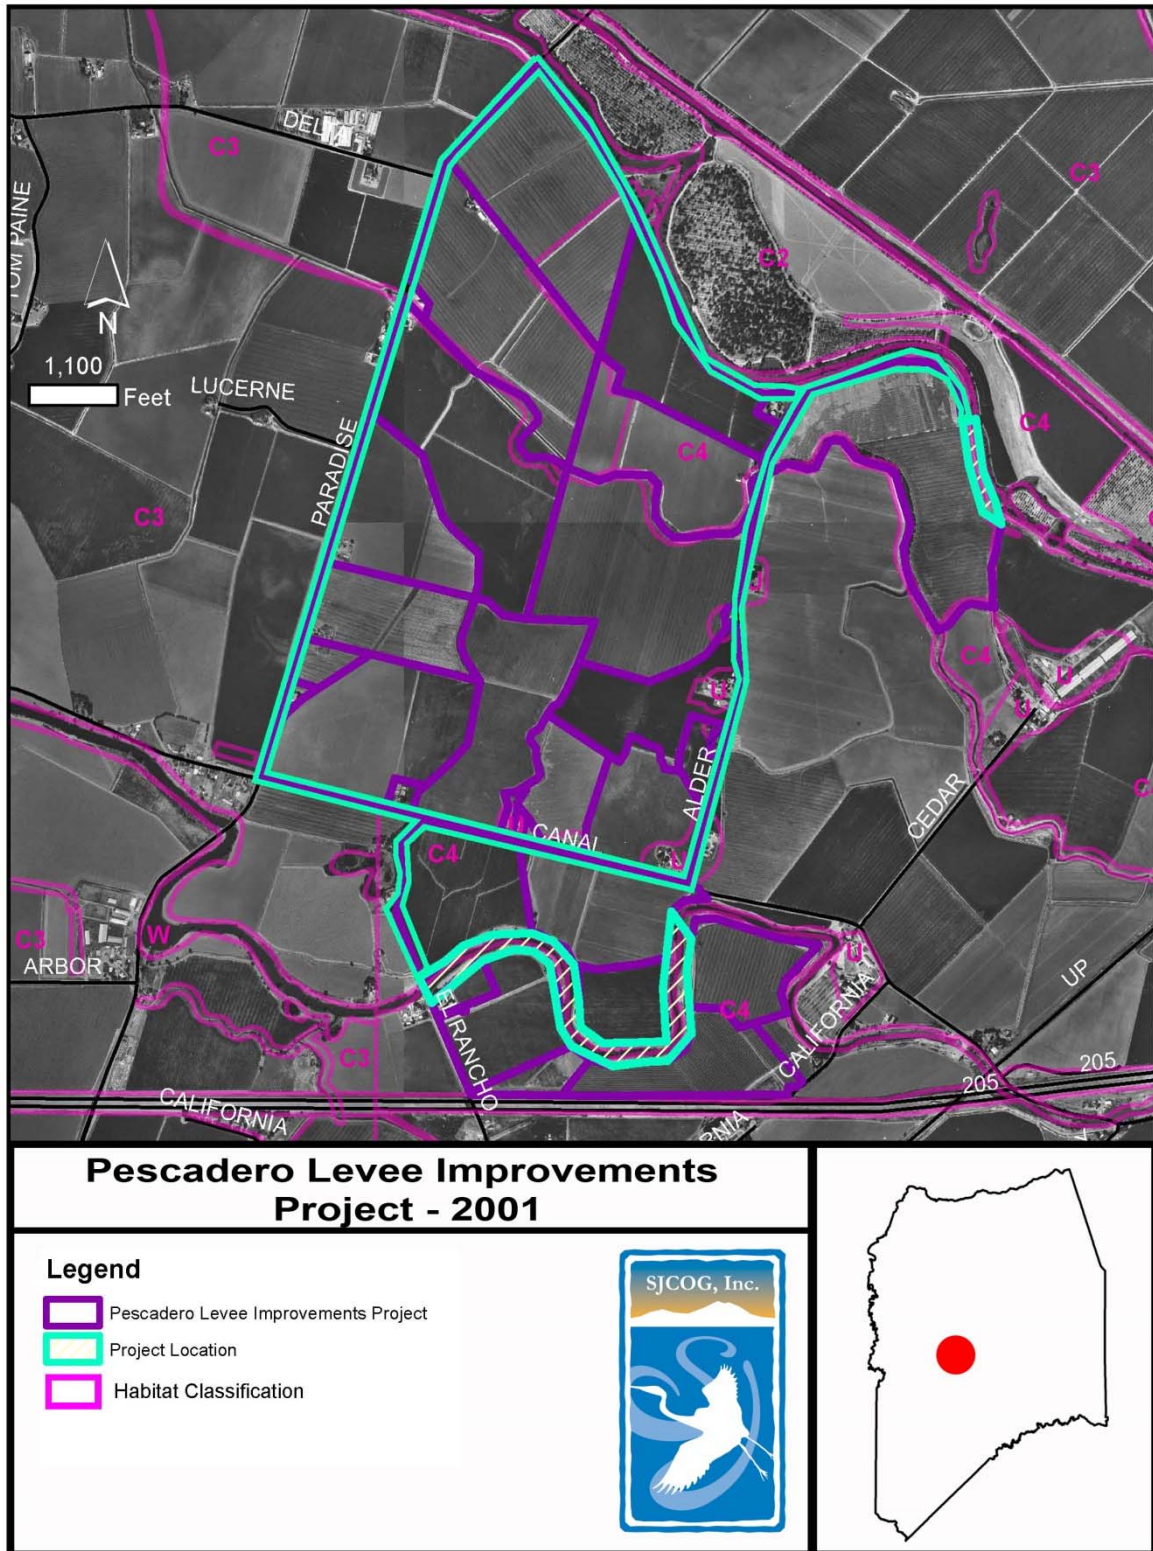 DELTA
C3
C3
TOM PAINE
C2
N
1,100
Feet
LUCERNE
PARADISE
C4
C4
C3
C4
U
U
U
ALDER
CEDAR
CANAL
C4
C3
ARBOR
W
U
UP
ELRANCHO
C4
CALIFORNIA
C3
205
205
CALIFORNIA
RNIA
Pescadero Levee Improvements
Project - 2001
Legend
Pescadero Levee Improvements Project
Project Location
Habitat Classification
SJCOG, Inc.